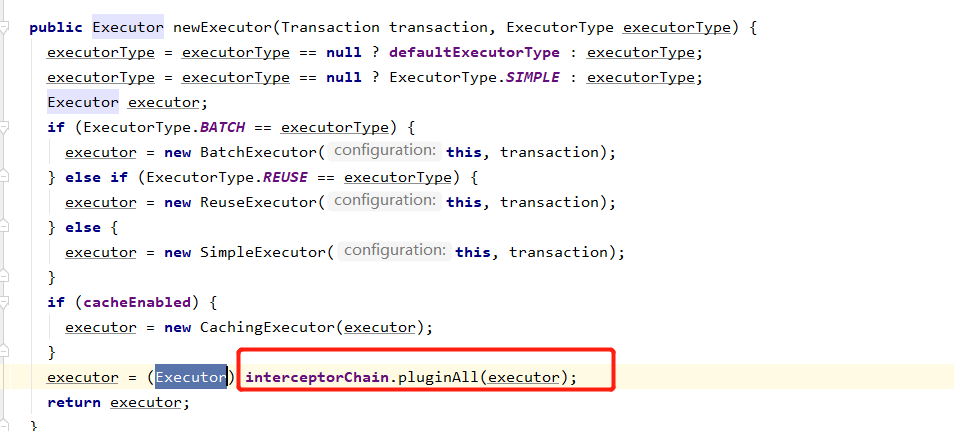 public Executor newExecutor(Transaction transaction, ExecutorType executorType) {
executorType = executorType == null ? defaultExecutorType : executorType;
executorType = executorType == null ? ExecutorType.SIMPLE : executorType;
Executor executor;
if (ExecutorType.BATCH == executorType) {
executor = new BatchExecutor( configuration: this, transaction);
} else if (ExecutorType.REUSE == executorType) {
executor = new ReuseExecutor( configuration: this, transaction);
} else {
executor = new SimpleExecutor( configuration: this, transaction);
}
if (cacheEnabled) {
executor = new CachingExecutor(executor);
}
executor = (Executor) interceptorChain.pluginAll(executor);
return executor;
}